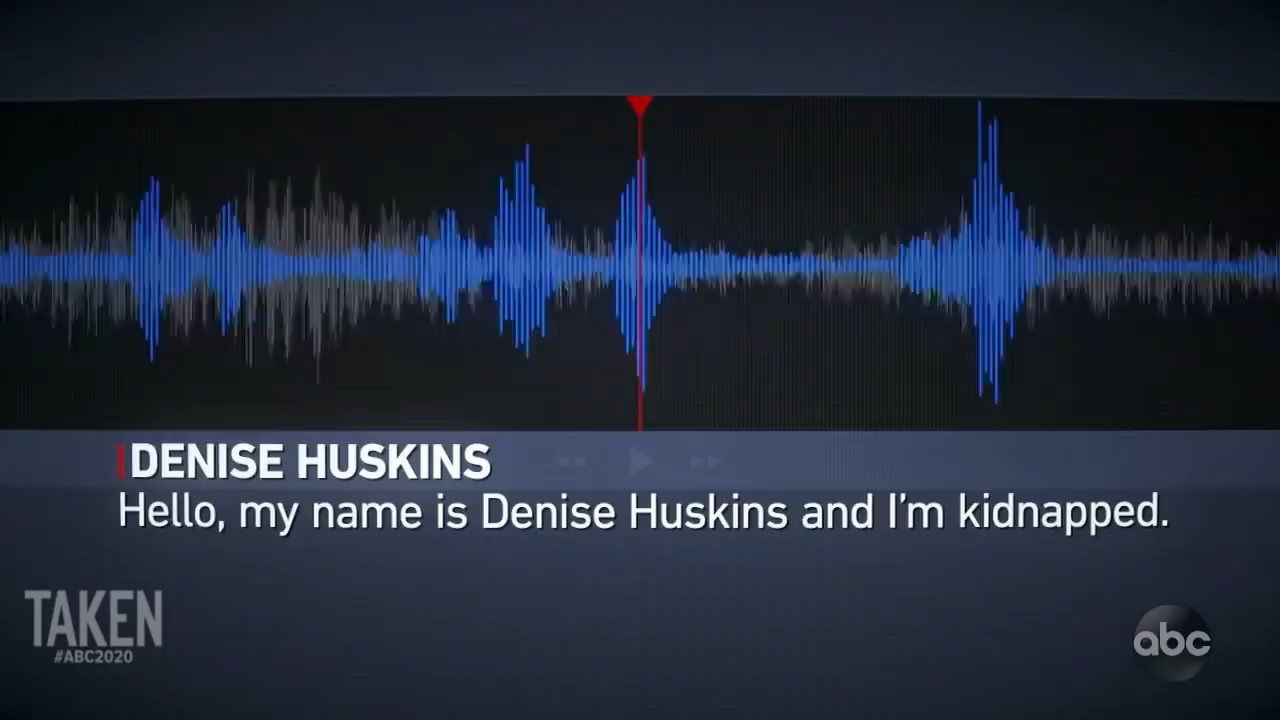 DENISE HUSKINS
Hello, my name is Denise Huskins and I'm kidnapped.
TAKEN
#ABC2020
abc